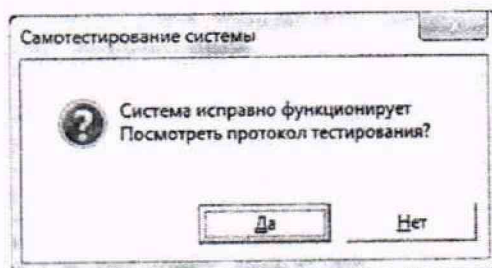 Самотестирование системы
Система исправно функционирует
Посмотреть протокол тестирования?
Да
Нет